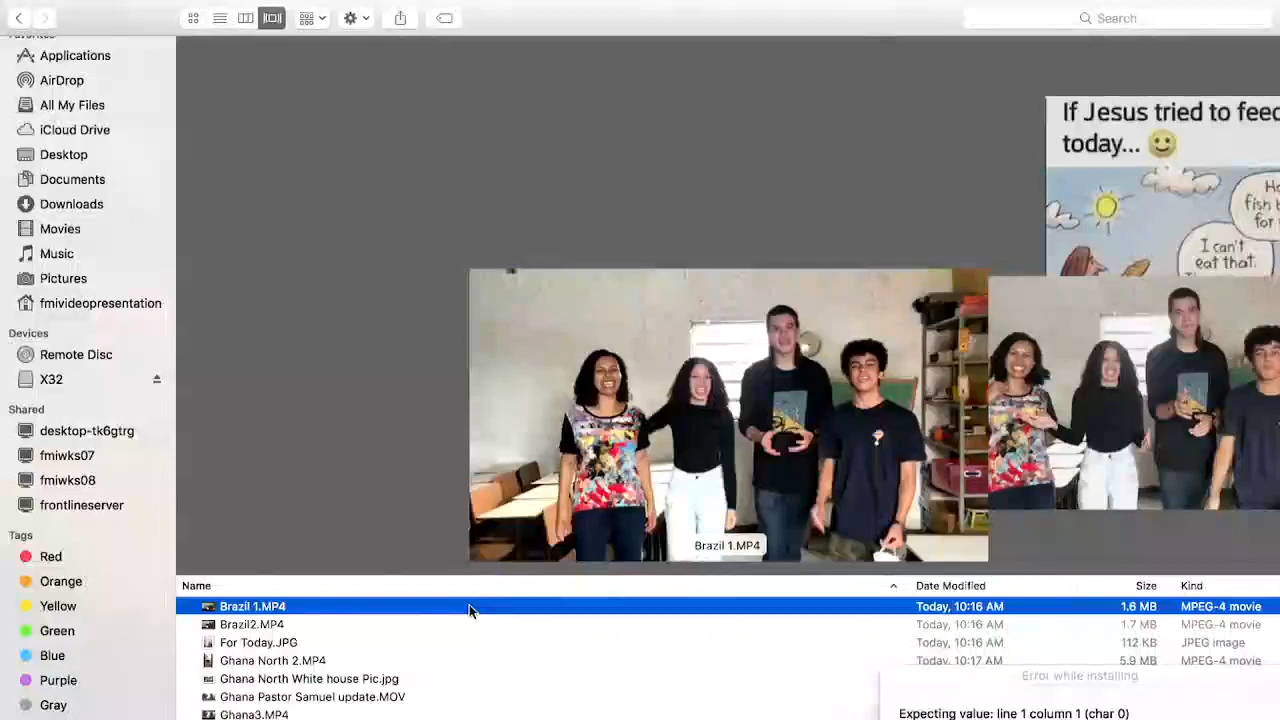 Search
Favorites
Applications
AirDrop
All My Files
iCloud Drive
Desktop
Documents
Downloads
Movies
Music
Pictures
fmivideopresentation
Devices
Remote Disc
X32
Shared
desktop-tk6gtrg
fmiwks07
fmiwks08
frontlineserver
Tags
Red
Orange
Yellow
Green
Blue
Purple
Gray
If Jesus tried to feed
today... 🙂
fish
for
I can't
eat that.
Brazil 1.MP4
Name Date Modified Size Kind
Brazil 1.MP4 Today, 10:16 AM 1.6 MB MPEG-4 movie
Brazil2.MP4 Today, 10:16 AM 1.7 MB MPEG-4 movie
For Today.JPG Today, 10:16 AM 112 KB JPEG image
Ghana North 2.MP4 Today, 10:17 AM 5.9 MB MPEG-4 movie
Ghana North White house Pic.jpg
Ghana Pastor Samuel update.MOV
Ghana3.MP4
Error while installing
Expecting value: line 1 column 1 (char 0)